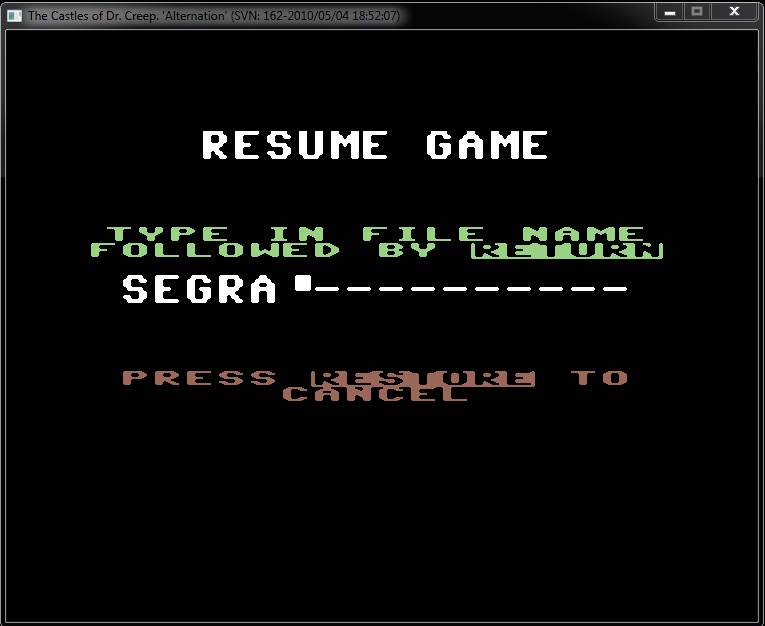 The Castles of Dr. Creep. 'Alternation' (SVN: 162-2010/05/04 18:52:07)
RESUME GAME
TYPE IN FILE NAME
FOLLOWED BY RETURN
SEGRA ----------
PRESS RESTORE TO
CANCEL